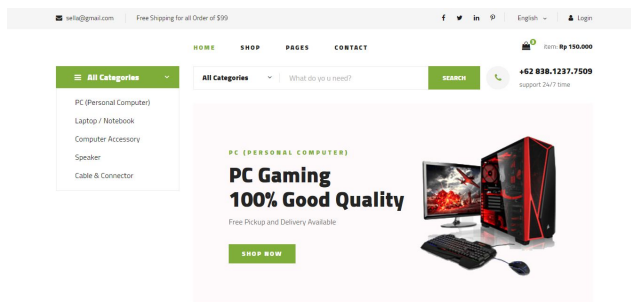 sella@gmail.com Free Shipping for all Order of $99 English Login
HOME SHOP PAGES CONTACT 0 item: Rp 150.000
All Categories All Categories What do yo u need? SEARCH +62 838.1237.7509
support 24/7 time
PC (Personal Computer)
Laptop / Notebook
Computer Accessory
Speaker
Cable & Connector
PC (PERSONAL COMPUTER)
PC Gaming
100% Good Quality
Free Pickup and Delivery Available
SHOP NOW